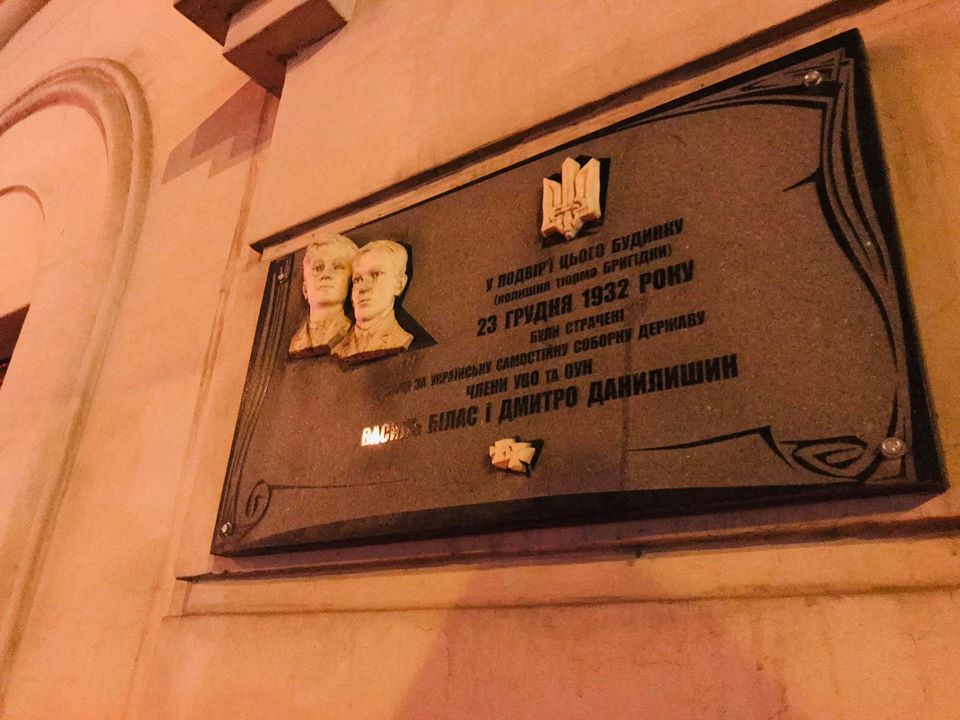 У ПОДВІР'Ї ЦЬОГО БУДИНКУ
(КОЛИШНЯ ТЮРМА БРИГІДКИ)
23 ГРУДНЯ 1932 РОКУ
БУЛИ СТРАЧЕНІ
ЗА УКРАЇНСЬКУ САМОСТІЙНУ СОБОРНУ ДЕРЖАВУ
ЧЛЕНИ УВО ТА ОУН
ВАСИЛЬ БІЛАС І ДМИТРО ДАНИЛИШИН